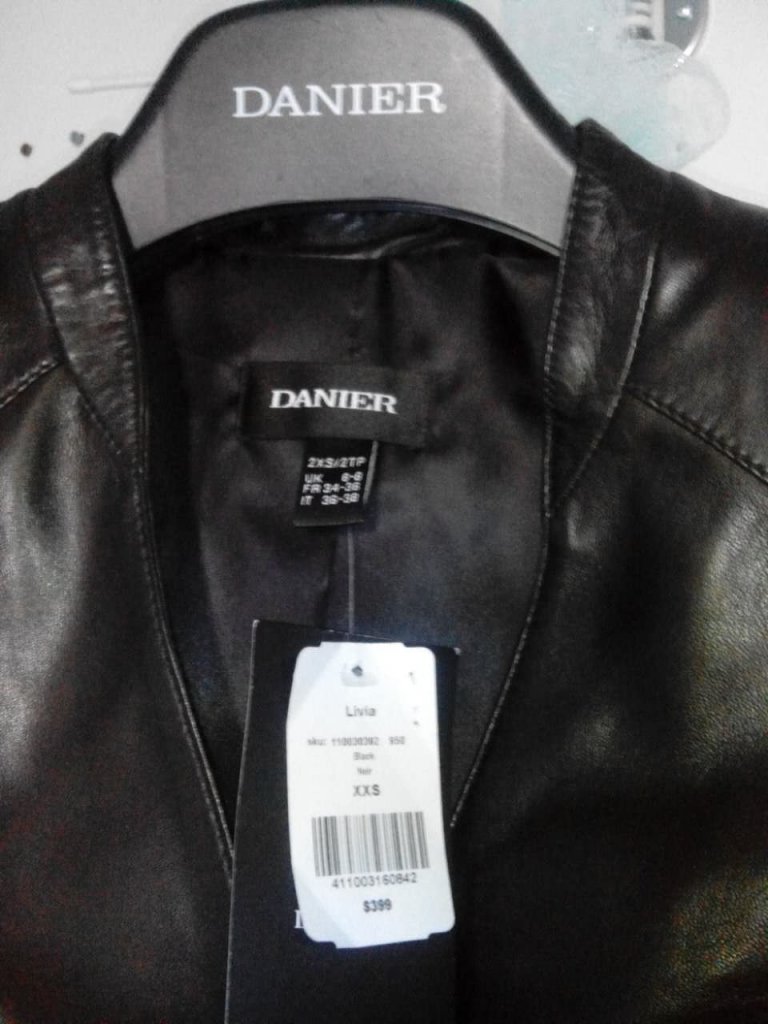 DANIER
DANIER
2XS/2TP
UK 6-8
FR 34-36
IT 36-38
Livia
sku: 110030392 950
Black
Noir
XXS
411003160842
$399